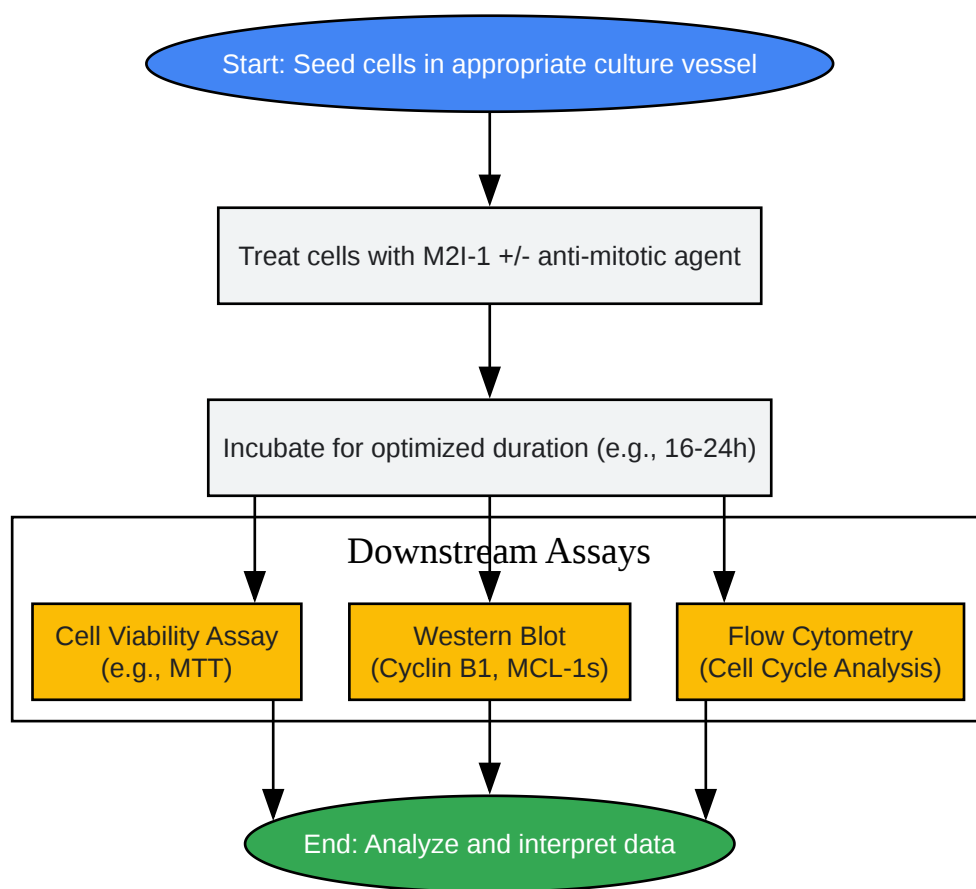 Start: Seed cells in appropriate culture vessel
Treat cells with M2I-1 +/- anti-mitotic agent
Incubate for optimized duration (e.g., 16-24h)
Downstream Assays
Cell Viability Assay
(e.g., MTT)
Western Blot
(Cyclin B1, MCL-1s)
Flow Cytometry
(Cell Cycle Analysis)
End: Analyze and interpret data